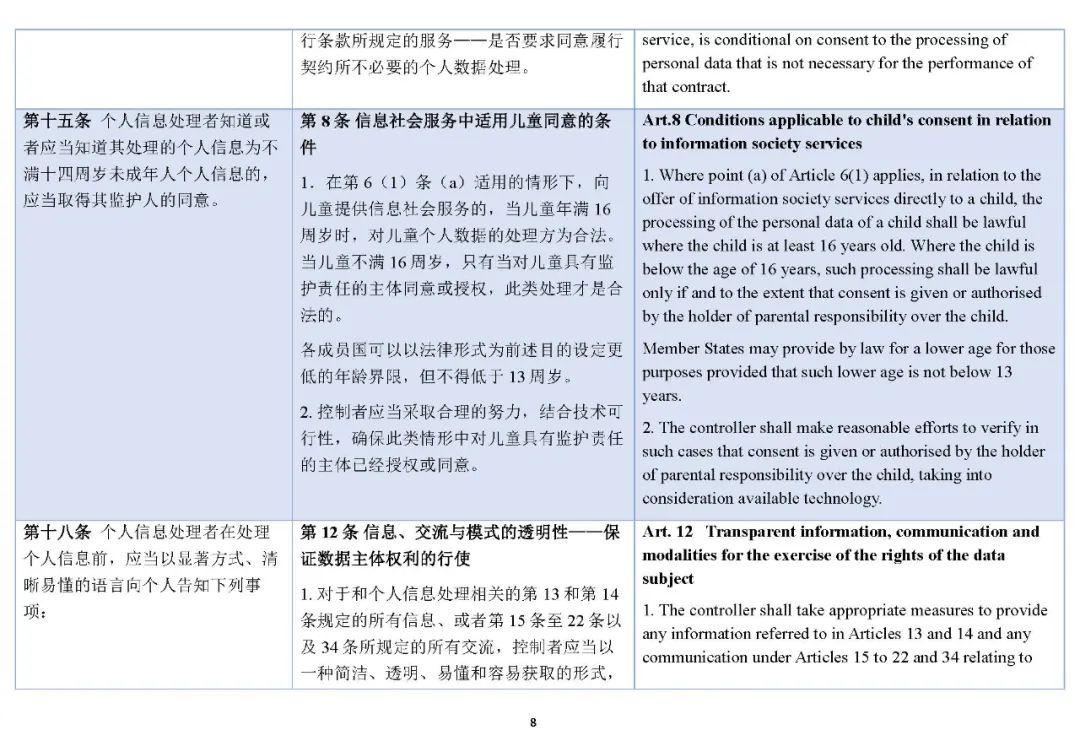 行条款所规定的服务——是否要求同意履行
契约所不必要的个人数据处理。
service, is conditional on consent to the processing of
personal data that is not necessary for the performance of
that contract.
第十五条 个人信息处理者知道或
者应当知道其处理的个人信息为不
满十四周岁未成年人个人信息的,
应当取得其监护人的同意。
第 8 条 信息社会服务中适用儿童同意的条
件
1. 在第 6（1）条（a）适用的情形下，向
儿童提供信息社会服务的，当儿童年满 16
周岁时，对儿童个人数据的处理方为合法。
当儿童不满 16 周岁，只有当对儿童具有监
护责任的主体同意或授权，此类处理才是合
法的。
各成员国可以以法律形式为前述目的设定更
低的年龄界限，但不得低于 13 周岁。
2. 控制者应当采取合理的努力，结合技术可
行性，确保此类情形中对儿童具有监护责任
的主体已经授权或同意。
Art.8 Conditions applicable to child's consent in relation
to information society services
1. Where point (a) of Article 6(1) applies, in relation to the
offer of information society services directly to a child, the
processing of the personal data of a child shall be lawful
where the child is at least 16 years old. Where the child is
below the age of 16 years, such processing shall be lawful
only if and to the extent that consent is given or authorised
by the holder of parental responsibility over the child.
Member States may provide by law for a lower age for those
purposes provided that such lower age is not below 13
years.
2. The controller shall make reasonable efforts to verify in
such cases that consent is given or authorised by the holder
of parental responsibility over the child, taking into
consideration available technology.
第十八条 个人信息处理者在处理
个人信息前，应当以显著方式、清
晰易懂的语言向个人告知下列事
项：
第 12 条 信息、交流与模式的透明性——保
证数据主体权利的行使
1. 对于和个人信息处理相关的第 13 和第 14
条规定的所有信息、或者第 15 条至 22 条以
及 34 条所规定的所有交流，控制者应当以
一种简洁、透明、易懂和容易获取的形式，
Art. 12 Transparent information, communication and
modalities for the exercise of the rights of the data
subject
1. The controller shall take appropriate measures to provide
any information referred to in Articles 13 and 14 and any
communication under Articles 15 to 22 and 34 relating to
8